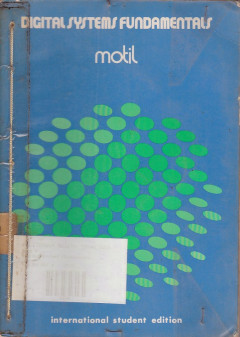 DIGITAL SYSTEMS FUNDAMENTALS
motil
international student edition